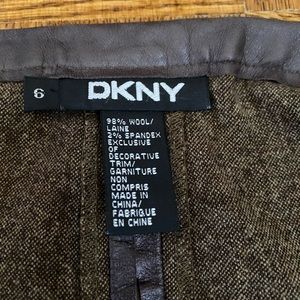 6
DKNY
98% WOOL/
LAINE
2% SPANDEX
EXCLUSIVE
OF
DECORATIVE
TRIM/
GARNITURE
NON
COMPRIS
MADE IN
CHINA/
FABRIQUE
EN CHINE